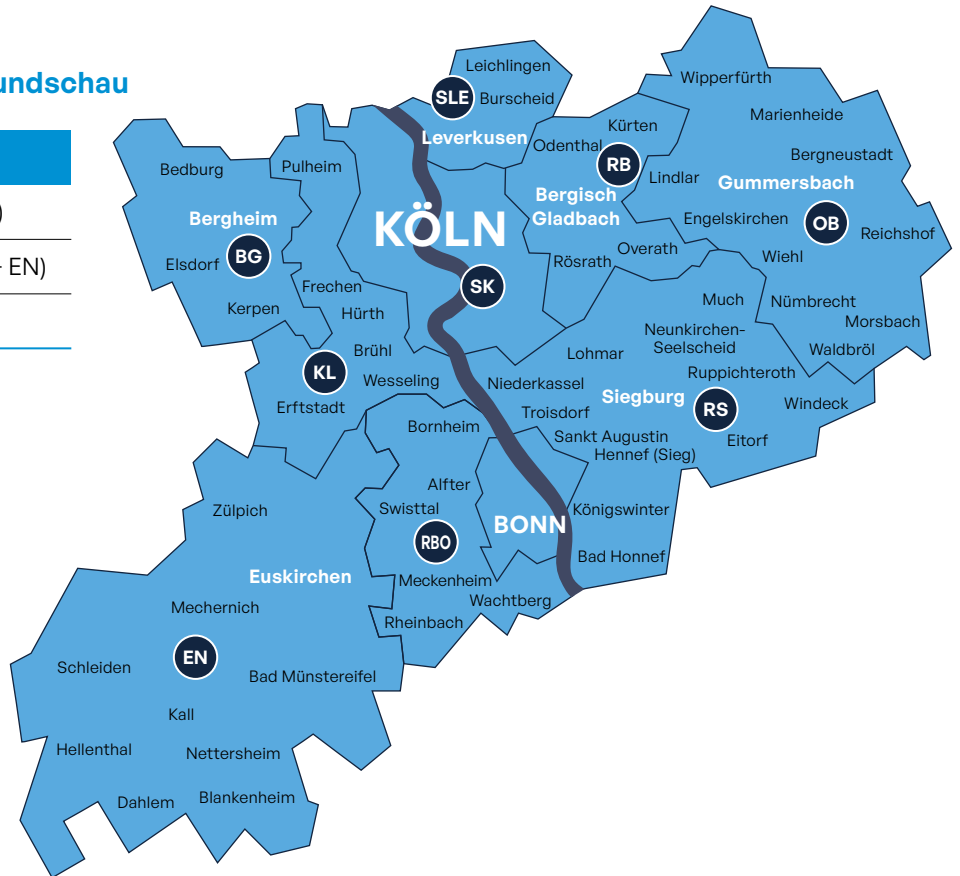 undschau
)
- EN)
Leichlingen
SLE
Burscheid
Leverkusen
Wipperfürth
Marienheide
Kürten
Odenthal
RB
Bergneustadt
Lindlar
Gummersbach
Bergisch
Gladbach
Engelskirchen
OB
Reichshof
Overath
Wiehl
Rösrath
Bedburg
Pulheim
Bergheim
BG
Elsdorf
Kerpen
KÖLN
SK
Frechen
Hürth
Brühl
KL
Wesseling
Erftstadt
Much
Nümbrecht
Morsbach
Neunkirchen-
Seelscheid
Waldbröl
Lohmar
Ruppichteroth
Niederkassel
Siegburg
RS
Windeck
Troisdorf
Eitorf
Sankt Augustin
Hennef (Sieg)
Bornheim
Alfter
Swisttal
BONN
Königswinter
RBO
Bad Honnef
Meckenheim
Wachtberg
Rheinbach
Zülpich
Euskirchen
Mechernich
EN
Schleiden
Bad Münstereifel
Kall
Hellenthal
Nettersheim
Dahlem
Blankenheim